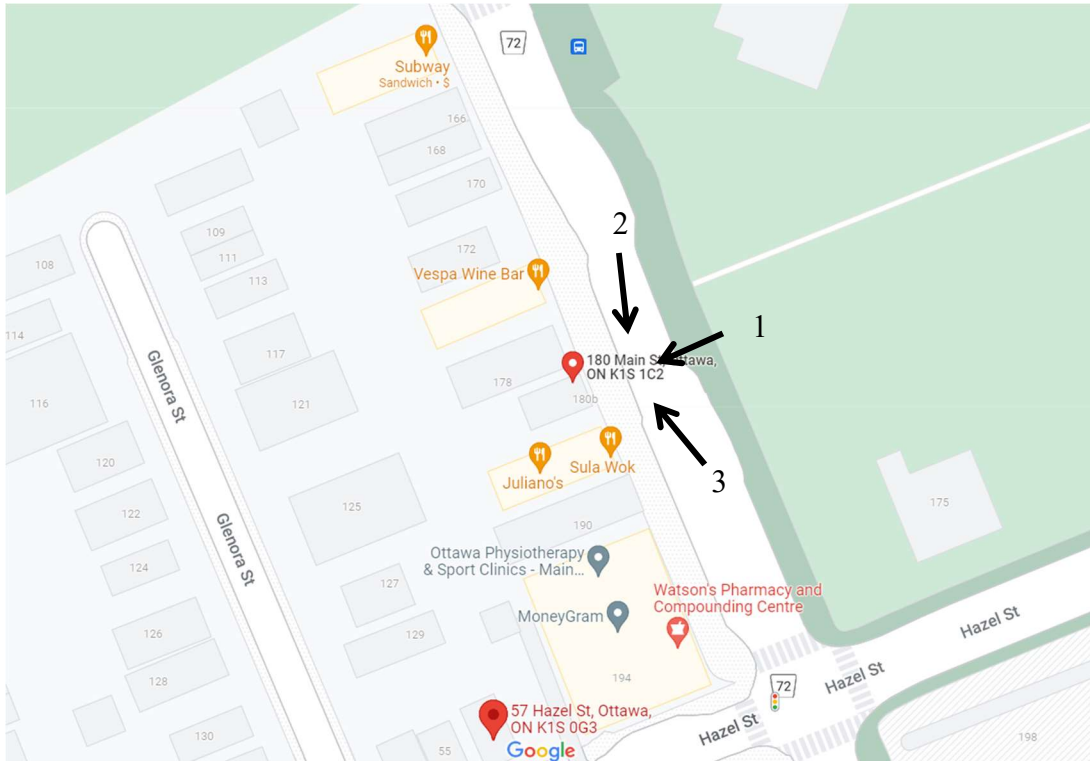 72
Subway
Sandwich • $
166
168
170
109
111
108
113
172
2
Vespa Wine Bar
114
117
1
180 Main St, Ottawa,
ON K1S 1C2
178
Glenora St
116
121
180b
Sula Wok
Juliano's
3
120
125
175
122
190
Glenora St
Ottawa Physiotherapy
& Sport Clinics - Main...
124
127
Watson's Pharmacy and
Compounding Centre
MoneyGram
126
129
Hazel St
128
194
72
Hazel St
57 Hazel St, Ottawa,
ON K1S 0G3
Hazel St
130
55
Google
198